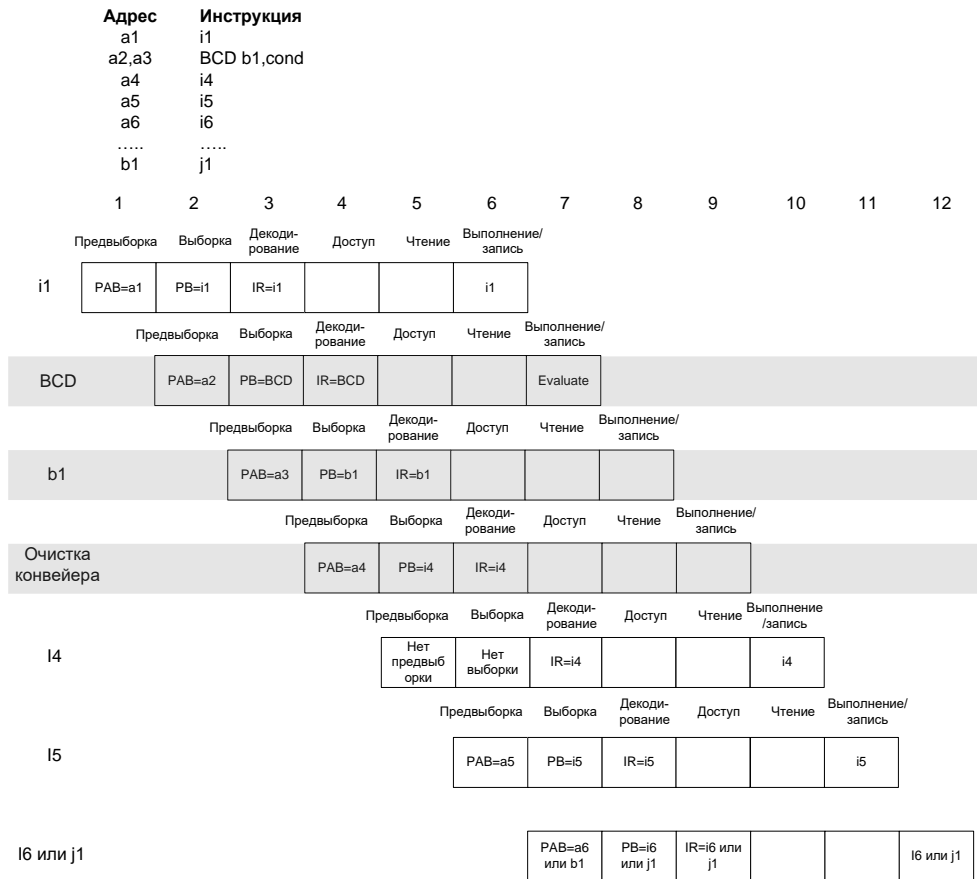 Адрес Инструкция
a1 i1
a2,a3 BCD b1,cond
a4 i4
a5 i5
a6 i6
….. …..
b1 j1
1 2 3 4 5 6 7 8 9 10 11 12
Предвыборка Выборка Декоди-рование Доступ Чтение Выполнение/запись
i1 PAB=a1 PB=i1 IR=i1 i1
Предвыборка Выборка Декоди-рование Доступ Чтение Выполнение/запись
BCD PAB=a2 PB=BCD IR=BCD Evaluate
Предвыборка Выборка Декоди-рование Доступ Чтение Выполнение/запись
b1 PAB=a3 PB=b1 IR=b1
Предвыборка Выборка Декоди-рование Доступ Чтение Выполнение/запись
Очистка конвейера PAB=a4 PB=i4 IR=i4
Предвыборка Выборка Декоди-рование Доступ Чтение Выполнение/запись
I4 Нет предвыборки Нет выборки IR=i4 i4
Предвыборка Выборка Декоди-рование Доступ Чтение Выполнение/запись
I5 PAB=a5 PB=i5 IR=i5 i5
I6 или j1 PAB=a6 или b1 PB=i6 или j1 IR=i6 или j1 I6 или j1